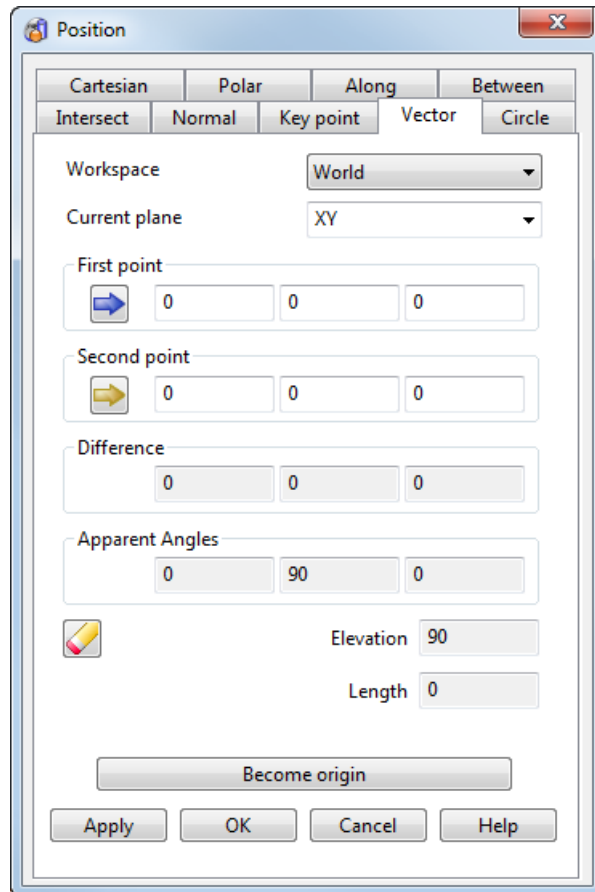 Position
Cartesian Polar Along Between
Intersect Normal Key point Vector Circle
Workspace World
Current plane XY
First point
0 0 0
Second point
0 0 0
Difference
0 0 0
Apparent Angles
0 90 0
Elevation 90
Length 0
Become origin
Apply OK Cancel Help